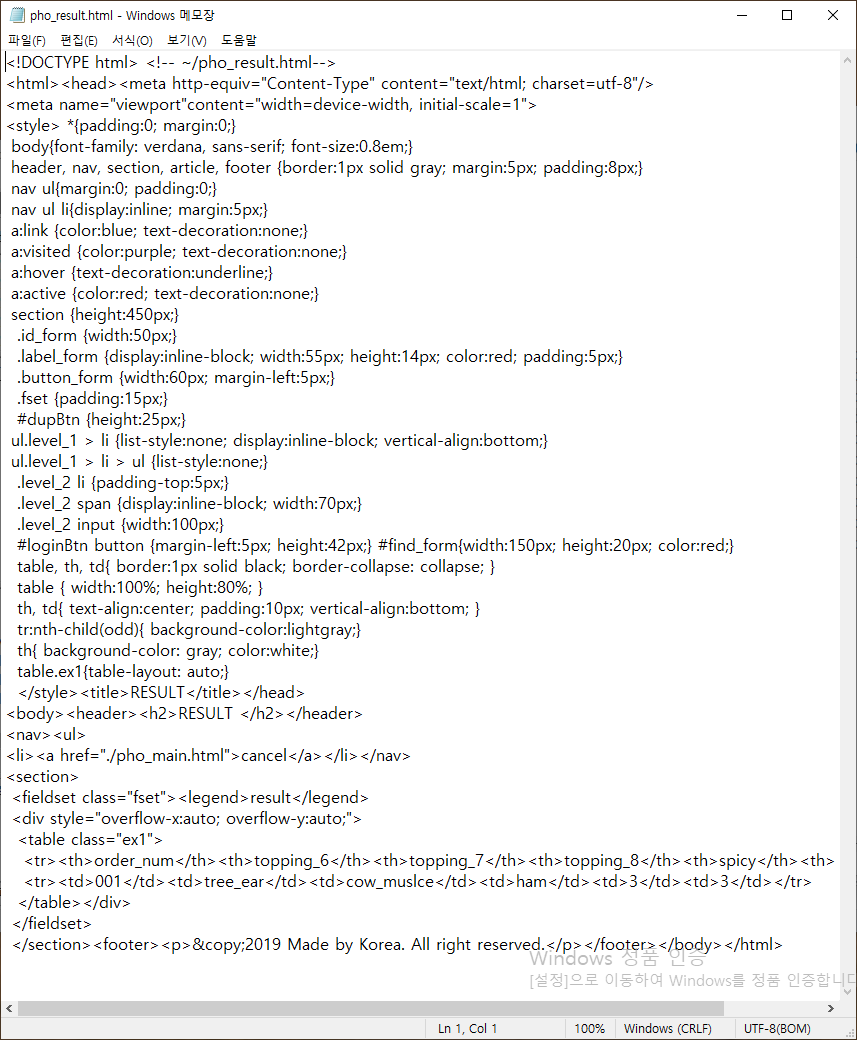 pho_result.html - Windows 메모장
파일(F) 편집(E) 서식(O) 보기(V) 도움말
<!DOCTYPE html> <!-- ~/pho_result.html-->
<html><head><meta http-equiv="Content-Type" content="text/html; charset=utf-8"/>
<meta name="viewport"content="width=device-width, initial-scale=1">
<style> *{padding:0; margin:0;}
body{font-family: verdana, sans-serif; font-size:0.8em;}
header, nav, section, article, footer {border:1px solid gray; margin:5px; padding:8px;}
nav ul{margin:0; padding:0;}
nav ul li{display:inline; margin:5px;}
a:link {color:blue; text-decoration:none;}
a:visited {color:purple; text-decoration:none;}
a:hover {text-decoration:underline;}
a:active {color:red; text-decoration:none;}
section {height:450px;}
.id_form {width:50px;}
.label_form {display:inline-block; width:55px; height:14px; color:red; padding:5px;}
.button_form {width:60px; margin-left:5px;}
.fset {padding:15px;}
#dupBtn {height:25px;}
ul.level_1 > li {list-style:none; display:inline-block; vertical-align:bottom;}
ul.level_1 > li > ul {list-style:none;}
.level_2 li {padding-top:5px;}
.level_2 span {display:inline-block; width:70px;}
.level_2 input {width:100px;}
#loginBtn button {margin-left:5px; height:42px;} #find_form{width:150px; height:20px; color:red;}
table, th, td{ border:1px solid black; border-collapse: collapse; }
table { width:100%; height:80%; }
th, td{ text-align:center; padding:10px; vertical-align:bottom; }
tr:nth-child(odd){ background-color:lightgray;}
th{ background-color: gray; color:white;}
table.ex1{table-layout: auto;}
</style><title>RESULT</title></head>
<body><header><h2>RESULT </h2></header>
<nav><ul>
<li><a href="./pho_main.html">cancel</a></li></nav>
<section>
<fieldset class="fset"><legend>result</legend>
<div style="overflow-x:auto; overflow-y:auto;">
<table class="ex1">
<tr><th>order_num</th><th>topping_6</th><th>topping_7</th><th>topping_8</th><th>spicy</th><th>
<tr><td>001</td><td>tree_ear</td><td>cow_muslce</td><td>ham</td><td>3</td><td>3</td></tr>
</table></div>
</fieldset>
</section><footer><p>&copy;2019 Made by Korea. All right reserved.</p></footer></body></html>
Windows 정품 인증
[설정]으로 이동하여 Windows를 정품 인증합니다
Ln 1, Col 1 100% Windows (CRLF) UTF-8(BOM)